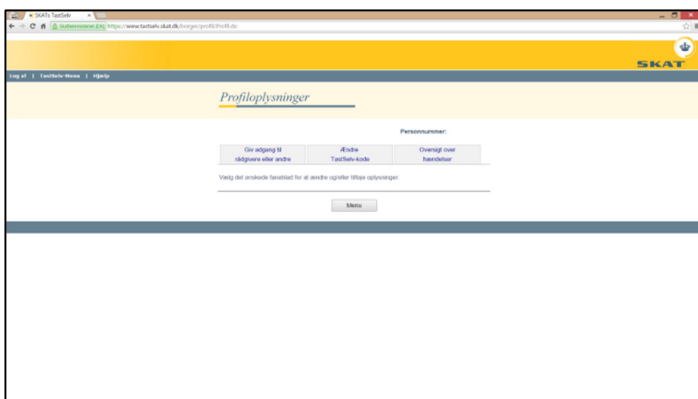 SKATs TastSelv
Skatteministeriet [DK] https://www.tastselv.skat.dk/borger/profil/Profil.do
SKAT
Log af | TastSelv-Menu | Hjælp
Profiloplysninger
Personnummer:
Giv adgang til rådgivere eller andre
Ændre TastSelv-kode
Oversigt over hændelser
Vælg det ønskede faneblad for at ændre og/eller tilføje oplysninger.
Menu